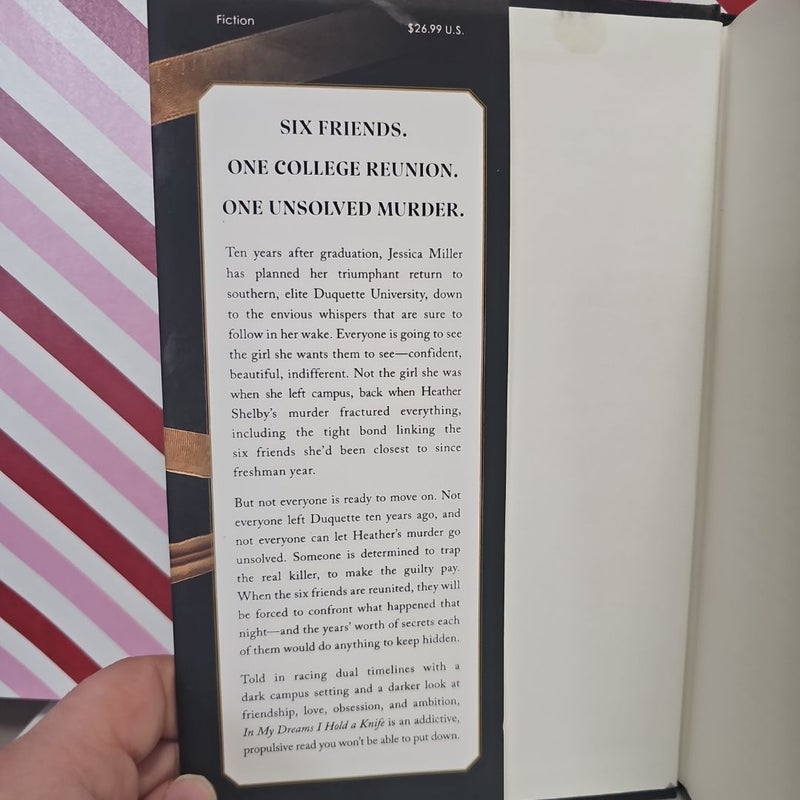 Fiction
$26.99 U.S.
SIX FRIENDS.
ONE COLLEGE REUNION.
ONE UNSOLVED MURDER.
Ten years after graduation, Jessica Miller
has planned her triumphant return to
southern, elite Duquette University, down
to the envious whispers that are sure to
follow in her wake. Everyone is going to see
the girl she wants them to see—confident,
beautiful, indifferent. Not the girl she was
when she left campus, back when Heather
Shelby's murder fractured everything,
including the tight bond linking the
six friends she'd been closest to since
freshman year.
But not everyone is ready to move on. Not
everyone left Duquette ten years ago, and
not everyone can let Heather's murder go
unsolved. Someone is determined to trap
the real killer, to make the guilty pay.
When the six friends are reunited, they will
be forced to confront what happened that
night—and the years' worth of secrets each
of them would do anything to keep hidden.
Told in racing dual timelines with a
dark campus setting and a darker look at
friendship, love, obsession, and ambition,
In My Dreams I Hold a Knife is an addictive,
propulsive read you won't be able to put down.